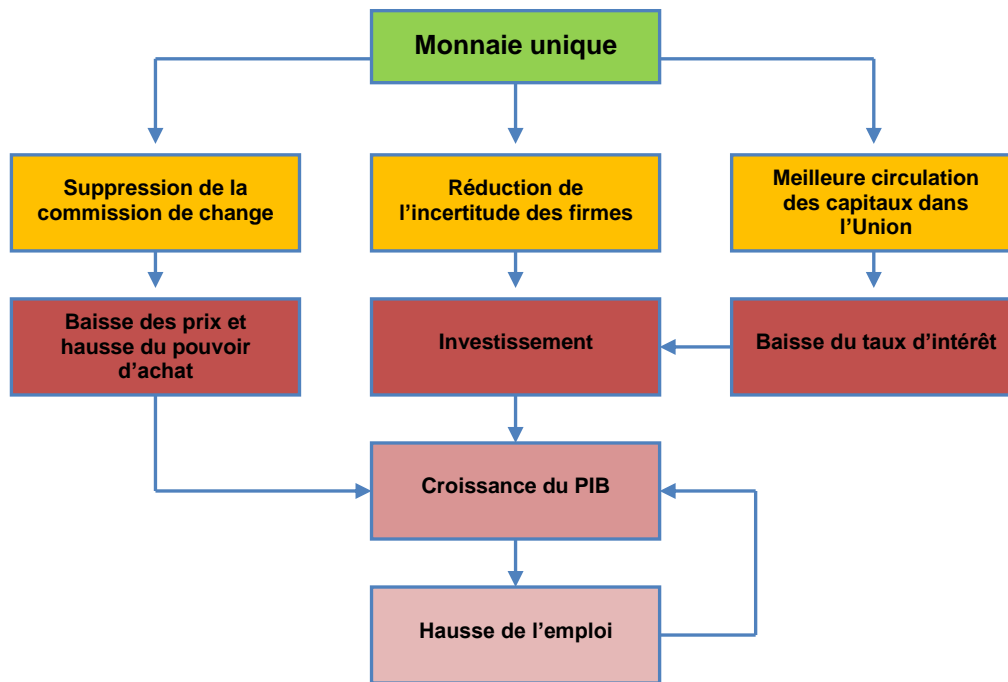 Monnaie unique
Suppression de la
commission de change
Réduction de
l’incertitude des firmes
Meilleure circulation
des capitaux dans
l’Union
Baisse des prix et
hausse du pouvoir
d’achat
Investissement
Baisse du taux d’intérêt
Croissance du PIB
Hausse de l’emploi